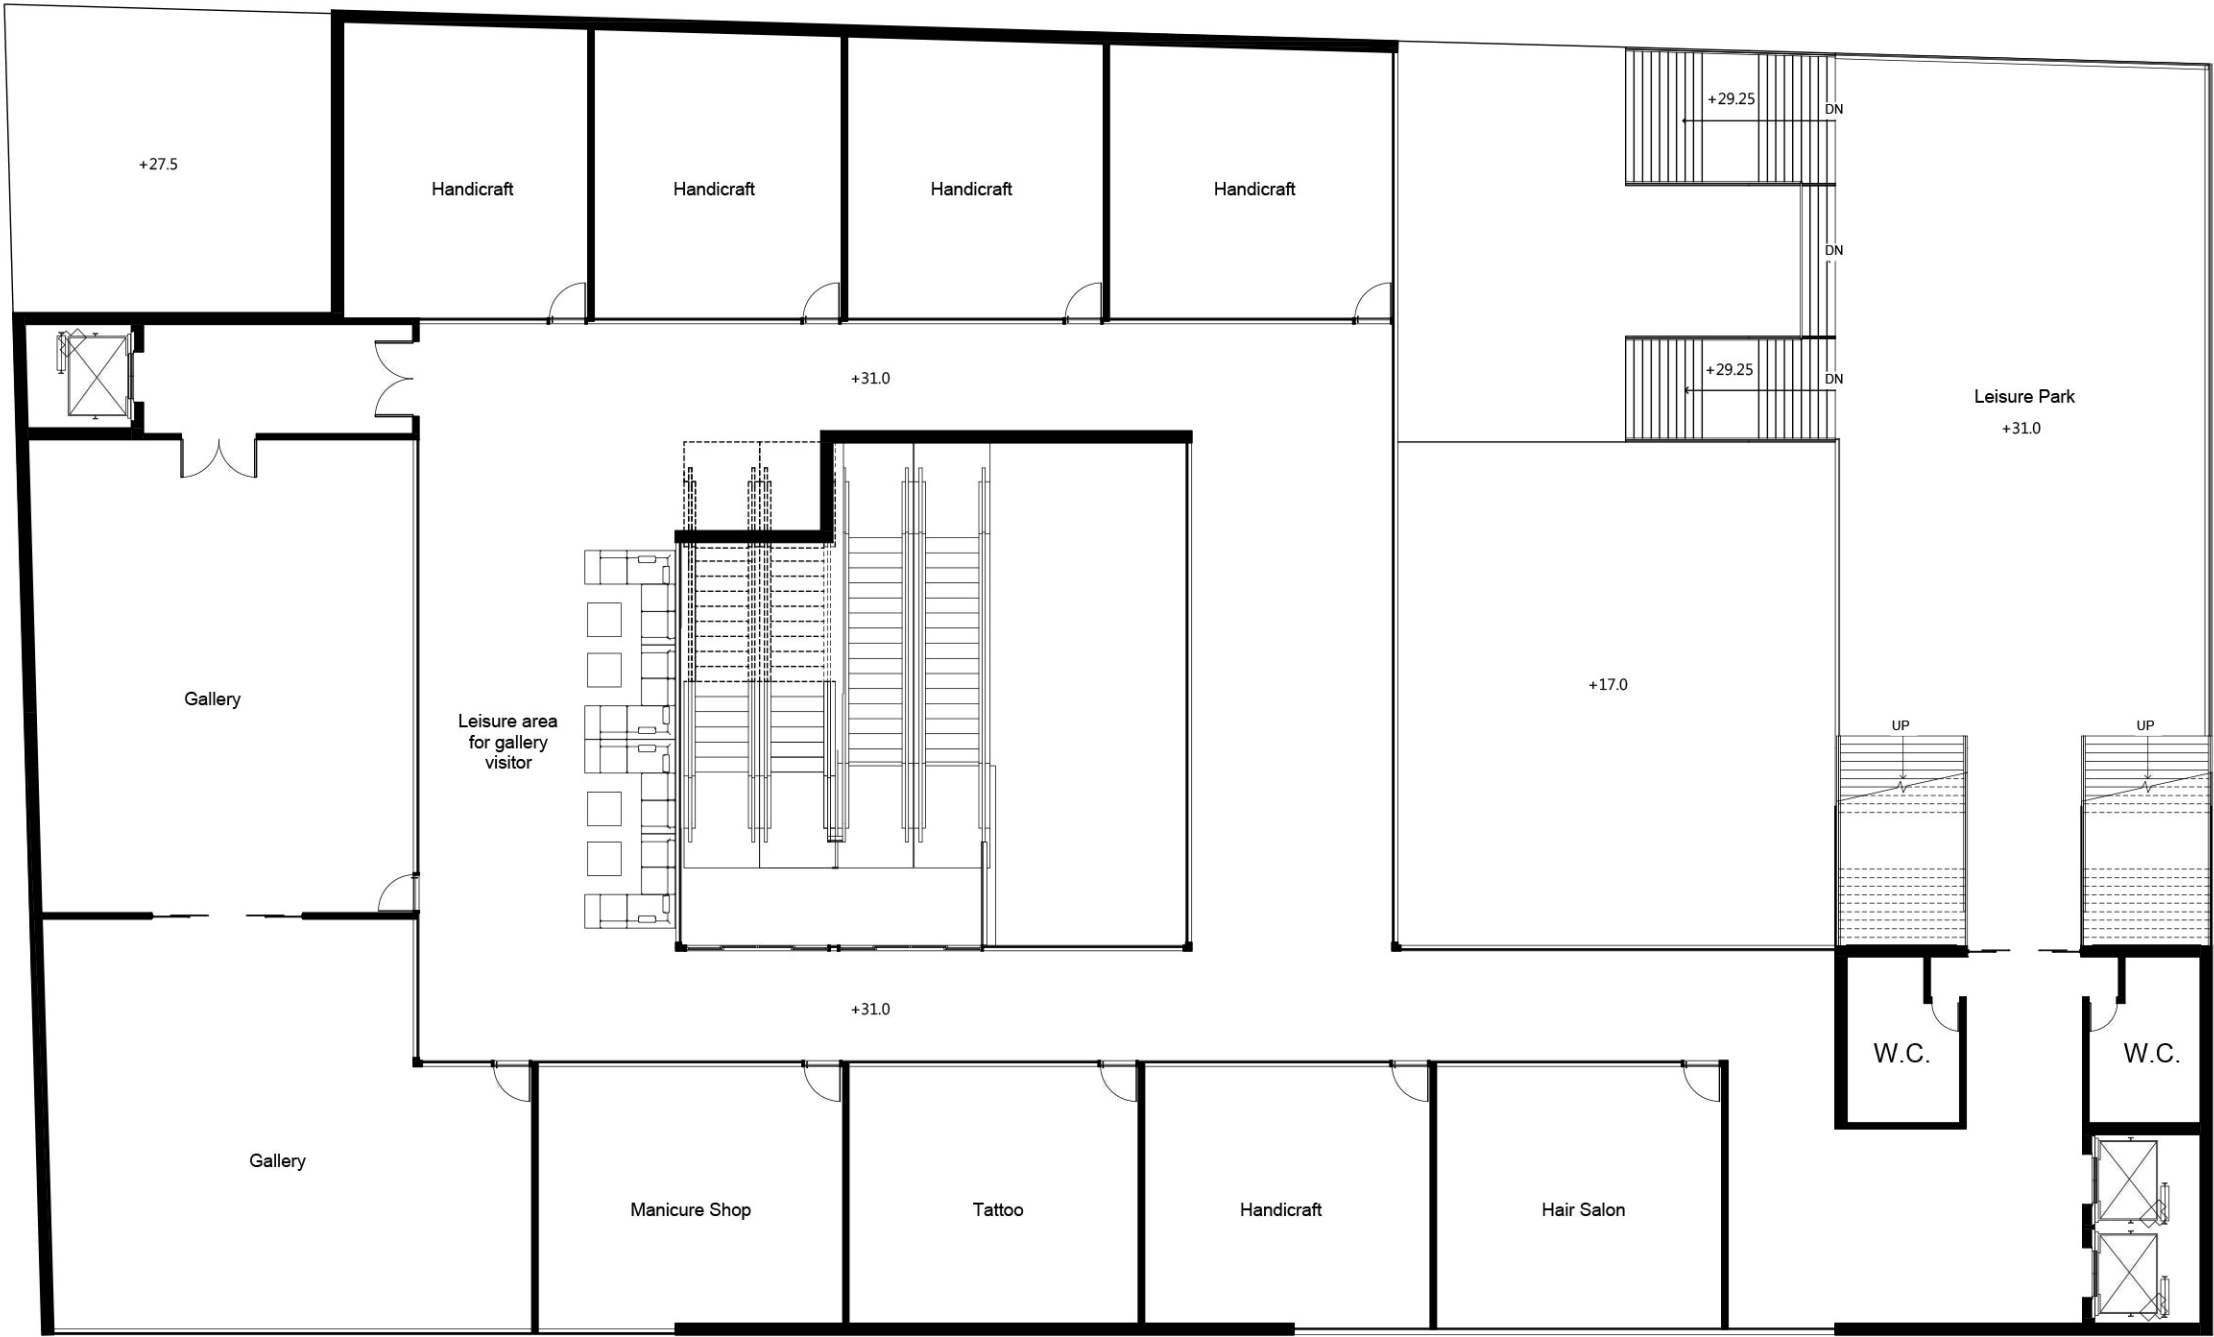 +29.25
DN
+27.5
Handicraft
Handicraft
Handicraft
Handicraft
DN
+31.0
+29.25
DN
Leisure Park
+31.0
Gallery
Leisure area
for gallery
visitor
+17.0
UP
UP
+31.0
W.C.
W.C.
Gallery
Manicure Shop
Tattoo
Handicraft
Hair Salon